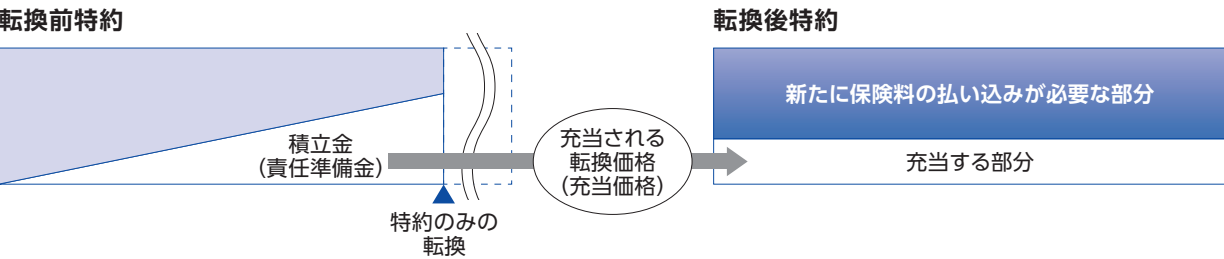 転換前特約
転換後特約
新たに保険料の払い込みが必要な部分
積立金
(責任準備金)
充当される
転換価格
(充当価格)
充当する部分
特約のみの
転換